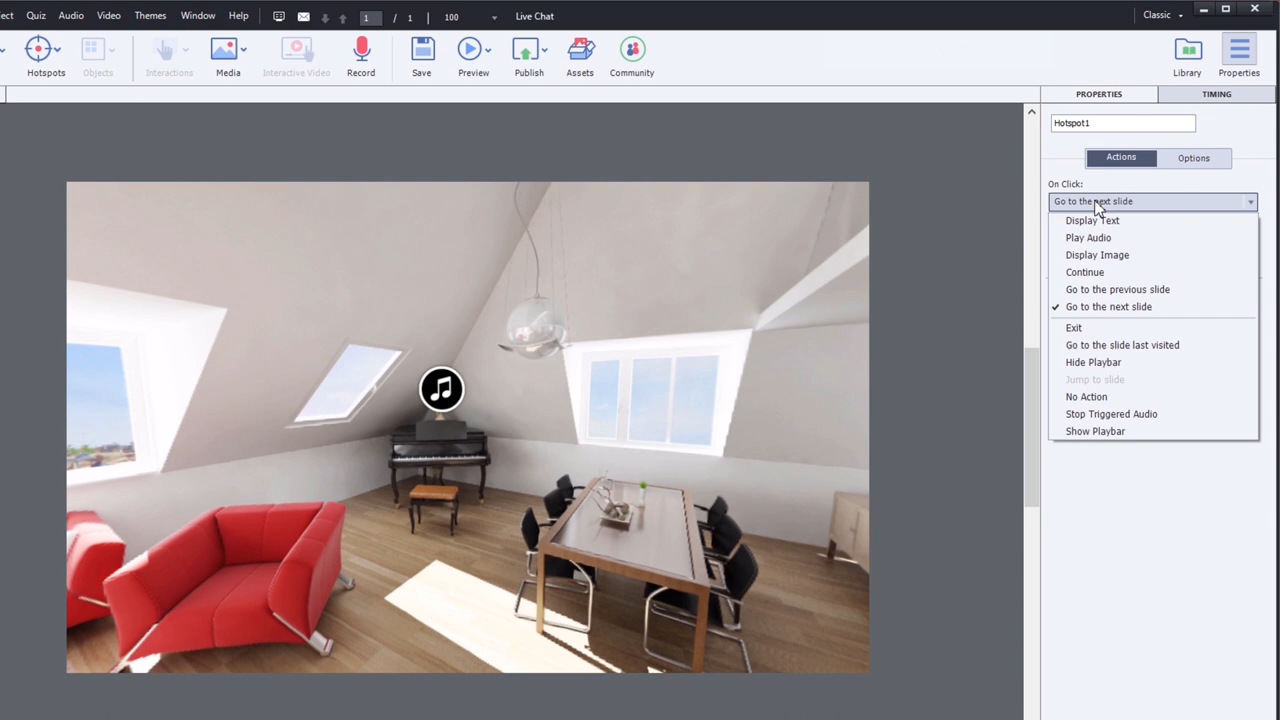 ect Quiz Audio Video Themes Window Help 1 / 1 100 Live Chat Classic
Hotspots Objects Interactions Media Interactive Video Record Save Preview Publish Assets Community Library Properties
PROPERTIES TIMING
Hotspot1
Actions Options
On Click:
Go to the next slide
Display Text
Play Audio
Display Image
Continue
Go to the previous slide
Go to the next slide
Exit
Go to the slide last visited
Hide Playbar
Jump to slide
No Action
Stop Triggered Audio
Show Playbar